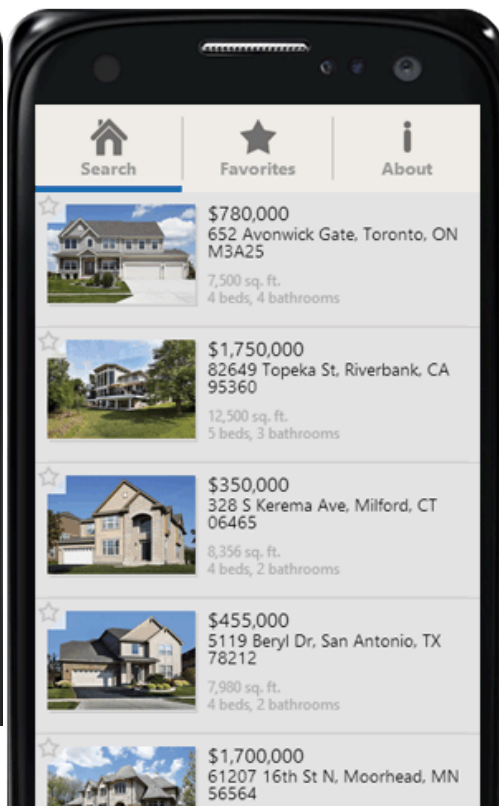 Search
Favorites
About
$780,000
652 Avonwick Gate, Toronto, ON
M3A25
7,500 sq. ft.
4 beds, 4 bathrooms
$1,750,000
82649 Topeka St, Riverbank, CA
95360
12,500 sq. ft.
5 beds, 3 bathrooms
$350,000
328 S Kerema Ave, Milford, CT
06465
8,356 sq. ft.
4 beds, 2 bathrooms
$455,000
5119 Beryl Dr, San Antonio, TX
78212
7,980 sq. ft.
4 beds, 2 bathrooms
$1,700,000
61207 16th St N, Moorhead, MN
56564